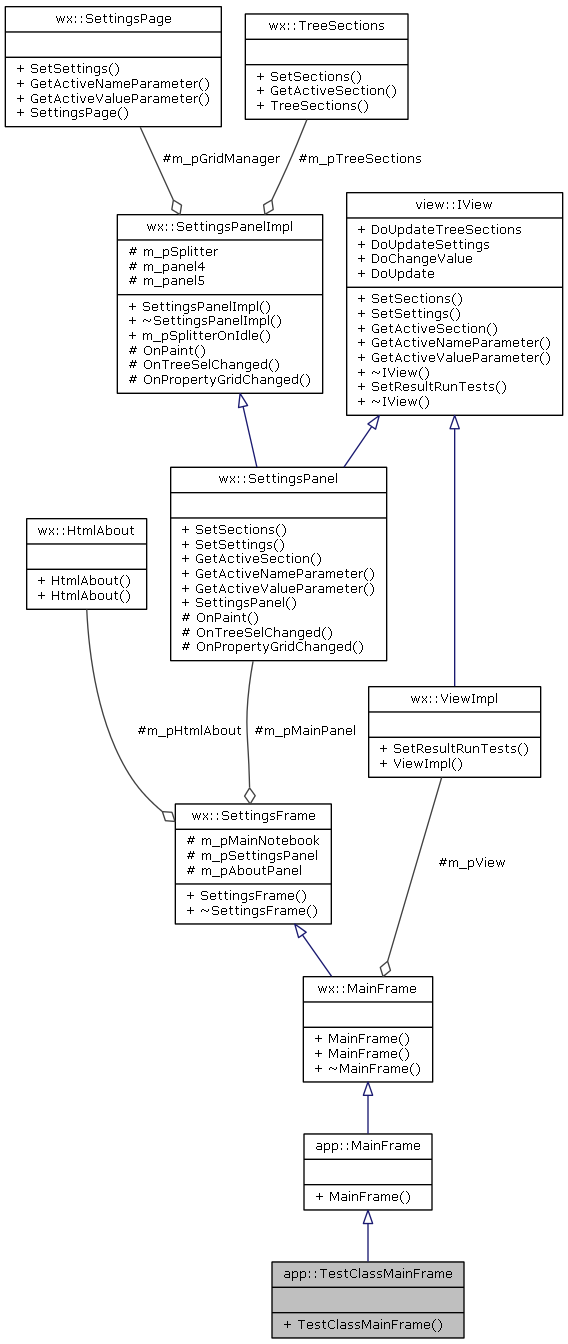 wx::SettingsPage
+ SetSettings()
+ GetActiveNameParameter()
+ GetActiveValueParameter()
+ SettingsPage()
wx::TreeSections
+ SetSections()
+ GetActiveSection()
+ TreeSections()
#m_pGridManager
#m_pTreeSections
wx::SettingsPanelImpl
# m_pSplitter
# m_panel4
# m_panel5
+ SettingsPanelImpl()
+ ~SettingsPanelImpl()
+ m_pSplitterOnIdle()
# OnPaint()
# OnTreeSelChanged()
# OnPropertyGridChanged()
view::IView
+ DoUpdateTreeSections
+ DoUpdateSettings
+ DoChangeValue
+ DoUpdate
+ SetSections()
+ SetSettings()
+ GetActiveSection()
+ GetActiveNameParameter()
+ GetActiveValueParameter()
+ ~IView()
+ SetResultRunTests()
+ ~IView()
wx::SettingsPanel
+ SetSections()
+ SetSettings()
+ GetActiveSection()
+ GetActiveNameParameter()
+ GetActiveValueParameter()
+ SettingsPanel()
# OnPaint()
# OnTreeSelChanged()
# OnPropertyGridChanged()
wx::HtmlAbout
+ HtmlAbout()
+ HtmlAbout()
wx::ViewImpl
+ SetResultRunTests()
+ ViewImpl()
#m_pHtmlAbout
#m_pMainPanel
wx::SettingsFrame
# m_pMainNotebook
# m_pSettingsPanel
# m_pAboutPanel
+ SettingsFrame()
+ ~SettingsFrame()
#m_pView
wx::MainFrame
+ MainFrame()
+ MainFrame()
+ ~MainFrame()
app::MainFrame
+ MainFrame()
app::TestClassMainFrame
+ TestClassMainFrame()